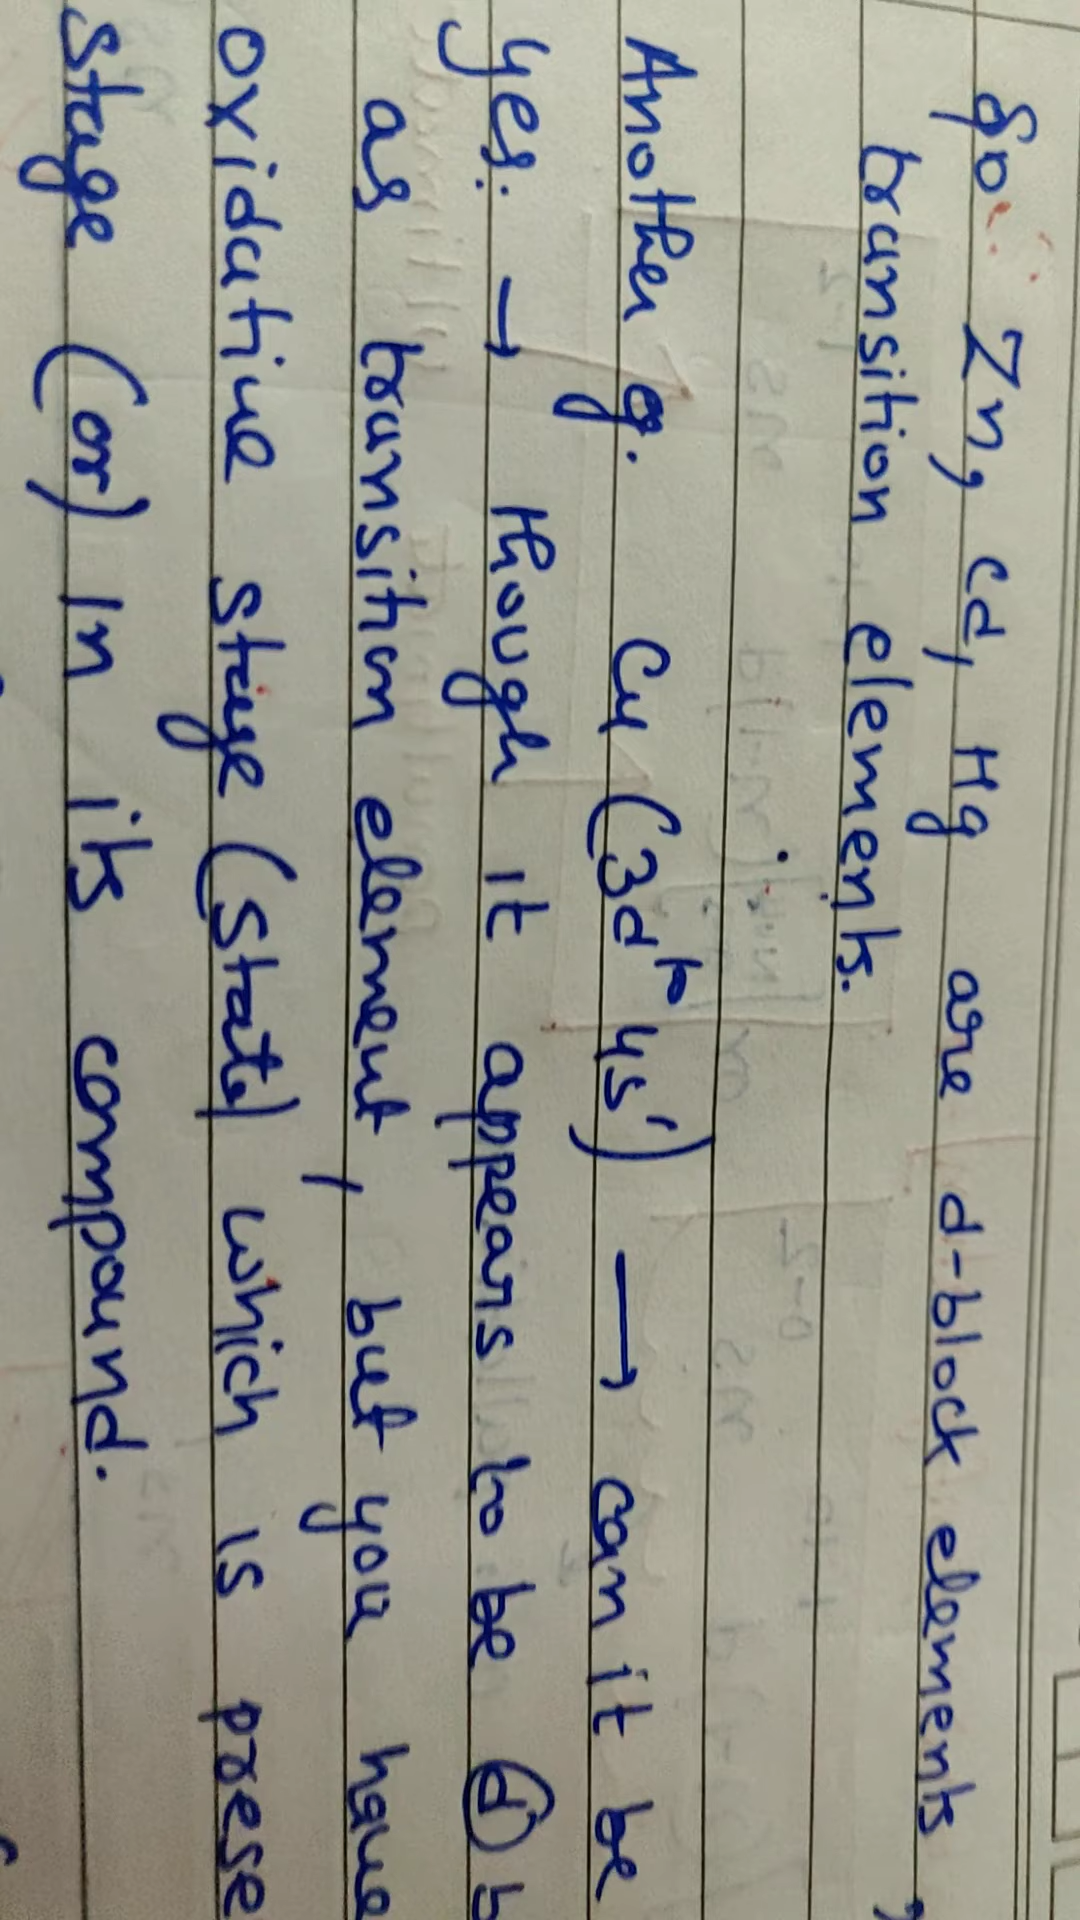 So Zn, Cd, Hg are d-block elements,
transition elements.
Another eg. Cu (3d¹⁰ 4s¹) → can it be
yes. → though it appears to be d b
as transition element, but you have
oxidative stage (state) which is prese
stage (or) in its compound.